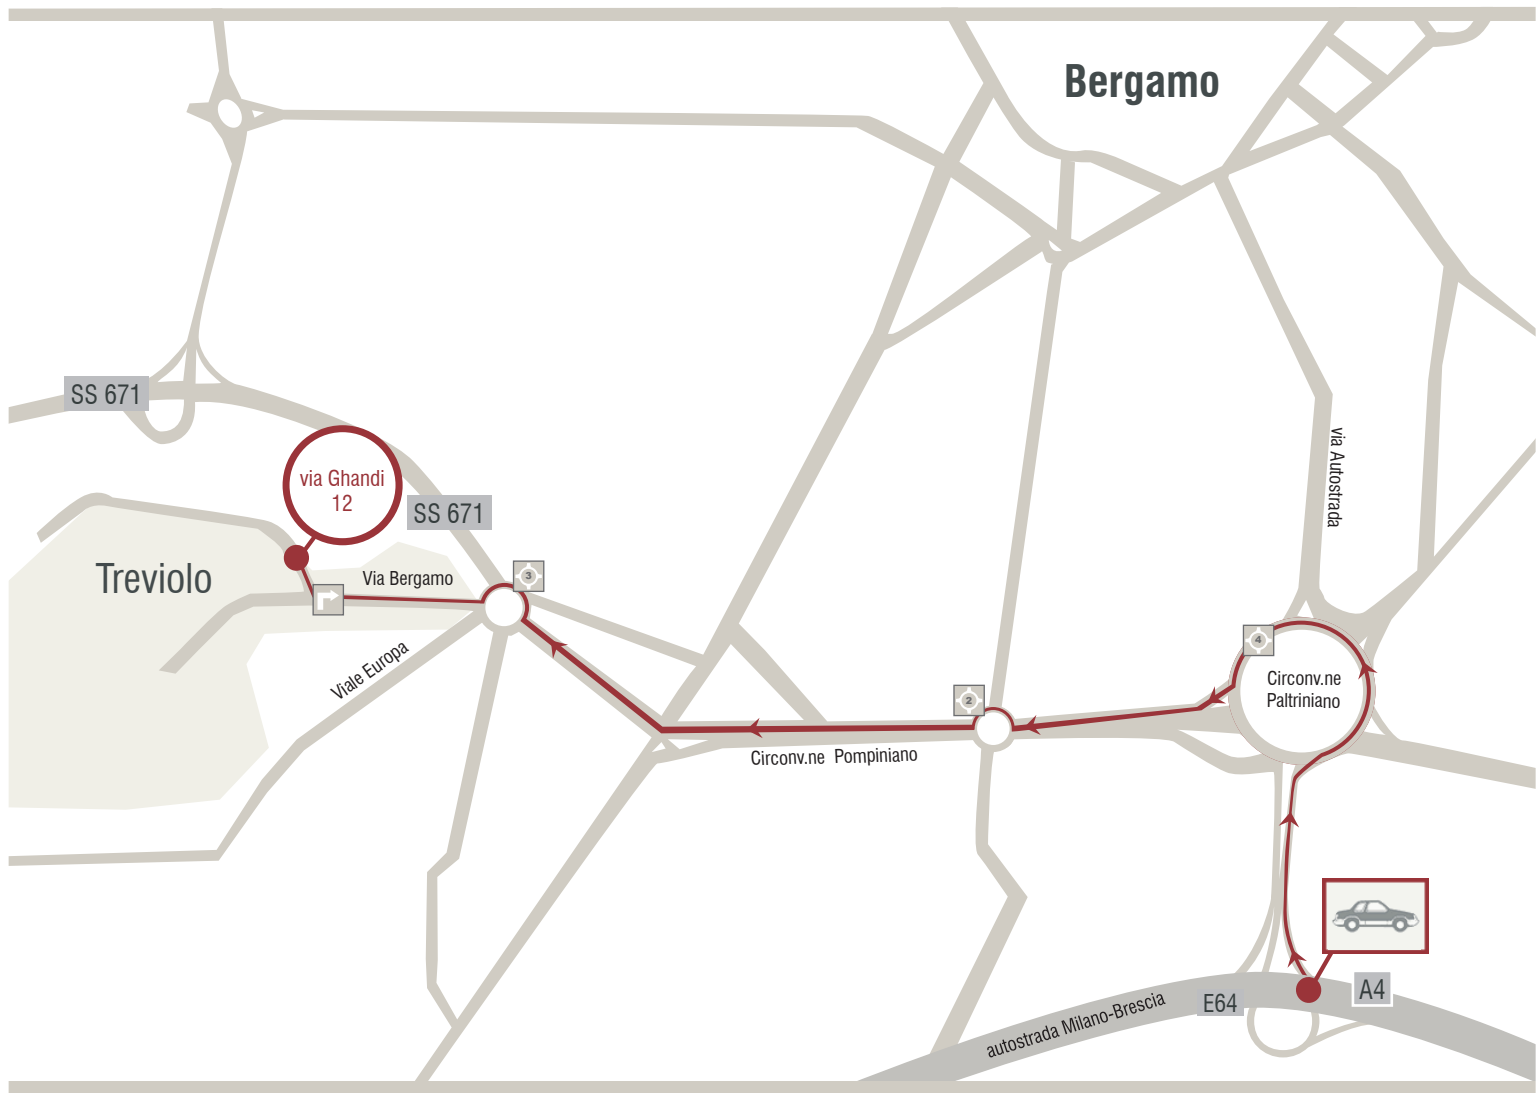 Bergamo
SS 671
via Autostrada
via Ghandi
12
SS 671
Treviolo
Via Bergamo
3
Viale Europa
4
Circonv.ne
Paltriniano
2
Circonv.ne Pompiniano
autostrada Milano-Brescia
E64
A4